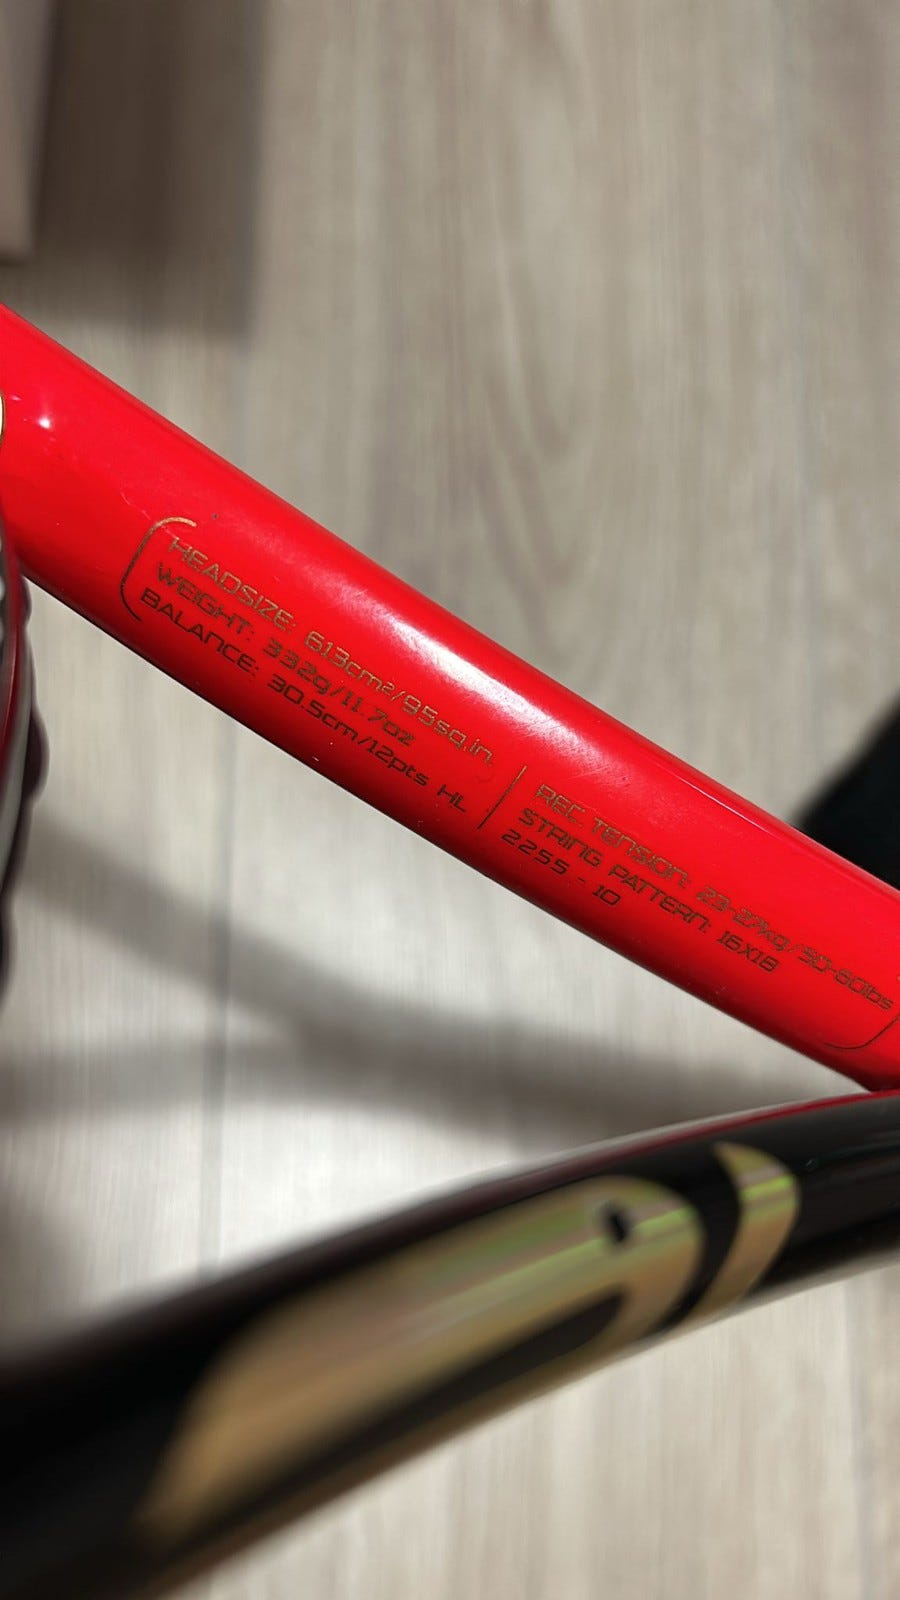 HEADSIZE: 613cm²/95sq.in.
WEIGHT: 332g/11.7oz
BALANCE: 30.5cm/12pts HL
REC TENSION: 23-27kg/50-60lbs
STRING PATTERN: 16X18
2255 - 10